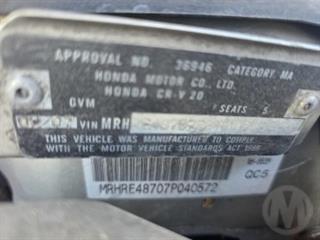 APPROVAL NO. 36946 CATEGORY MA
HONDA MOTOR CO., LTD.
HONDA CR-V 20
GVM SEATS 5
VIN MRH
THIS VEHICLE WAS MANUFACTURED TO COMPLY
WITH THE MOTOR VEHICLE STANDARDS ACT 1989
QC5
MRHRE48707P040572